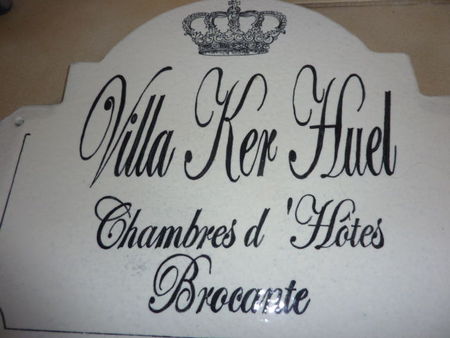 Villa Ker Huel
Chambres d 'Hôtes
Brocante